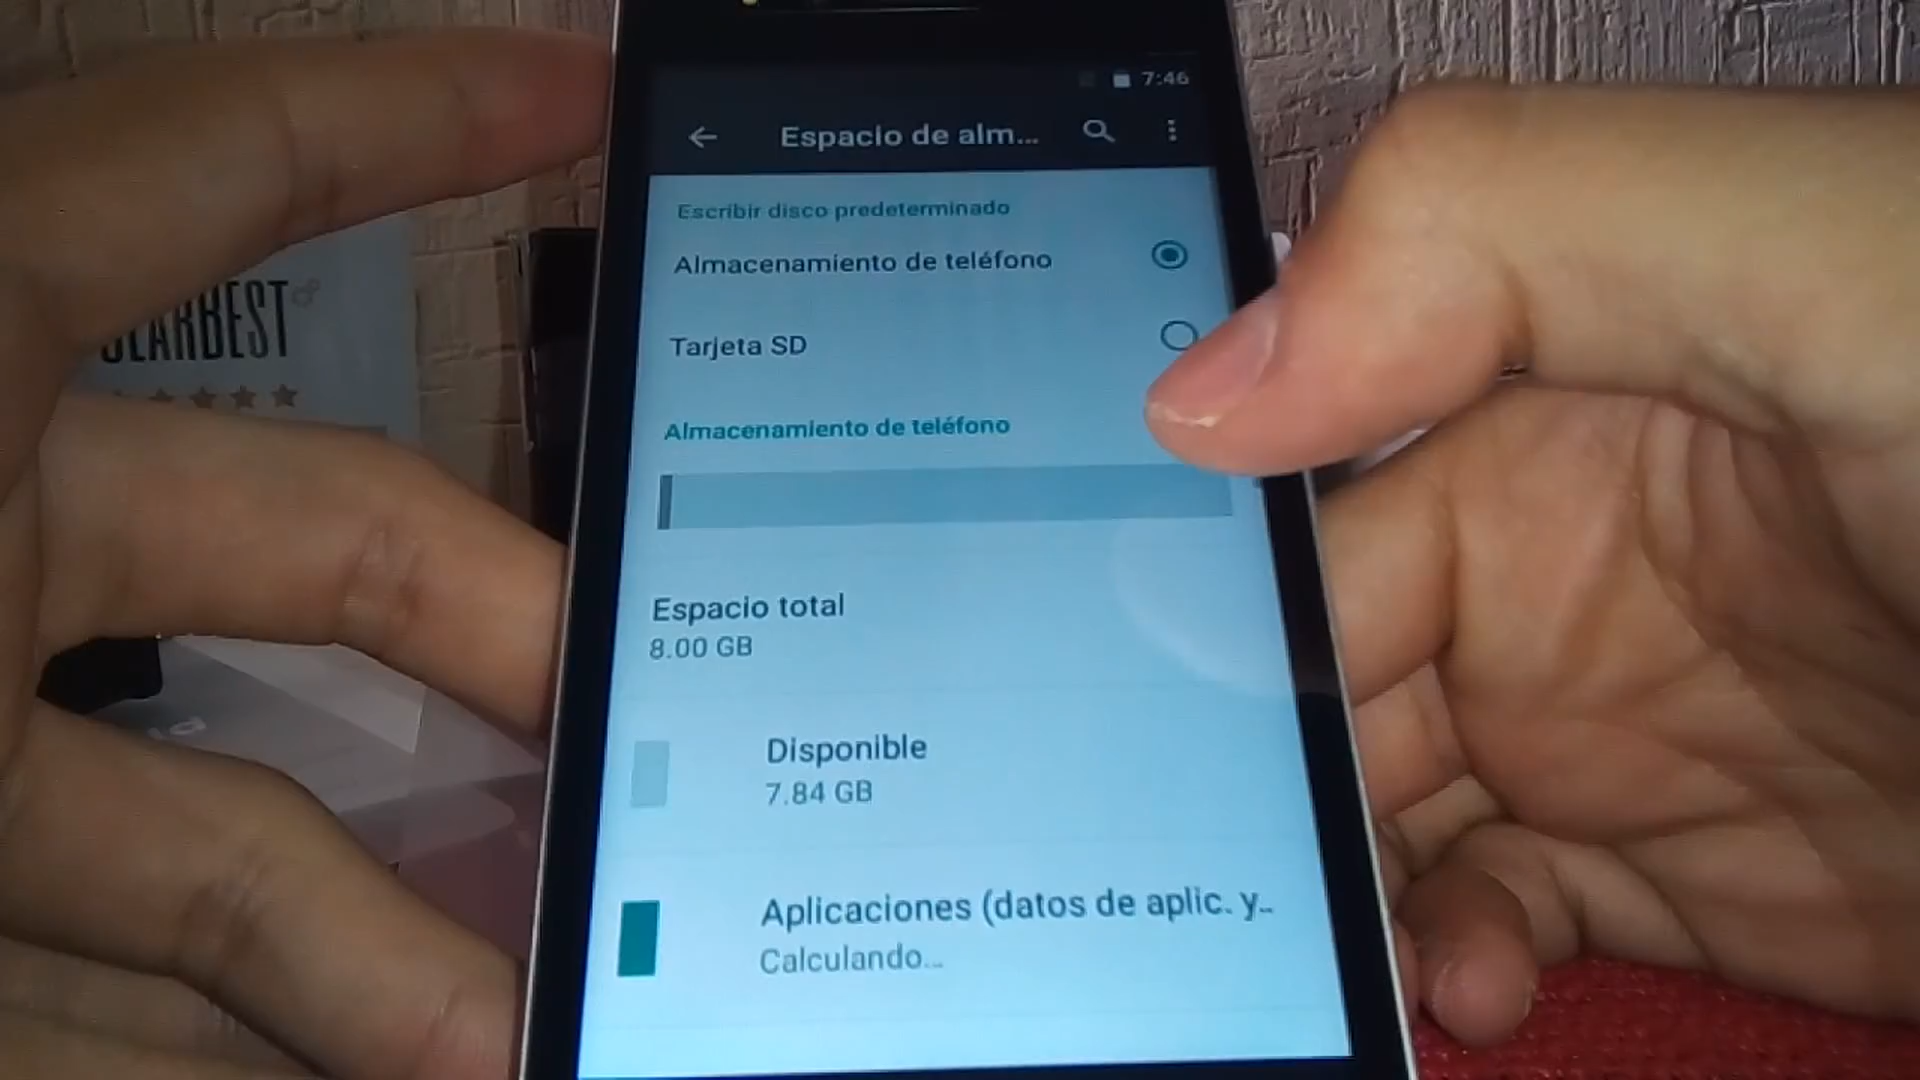 7:46
Espacio de alm...
Escribir disco predeterminado
Almacenamiento de teléfono
Tarjeta SD
Almacenamiento de teléfono
Espacio total
8.00 GB
Disponible
7.84 GB
Aplicaciones (datos de aplic. y..
Calculando...
GEARBEST